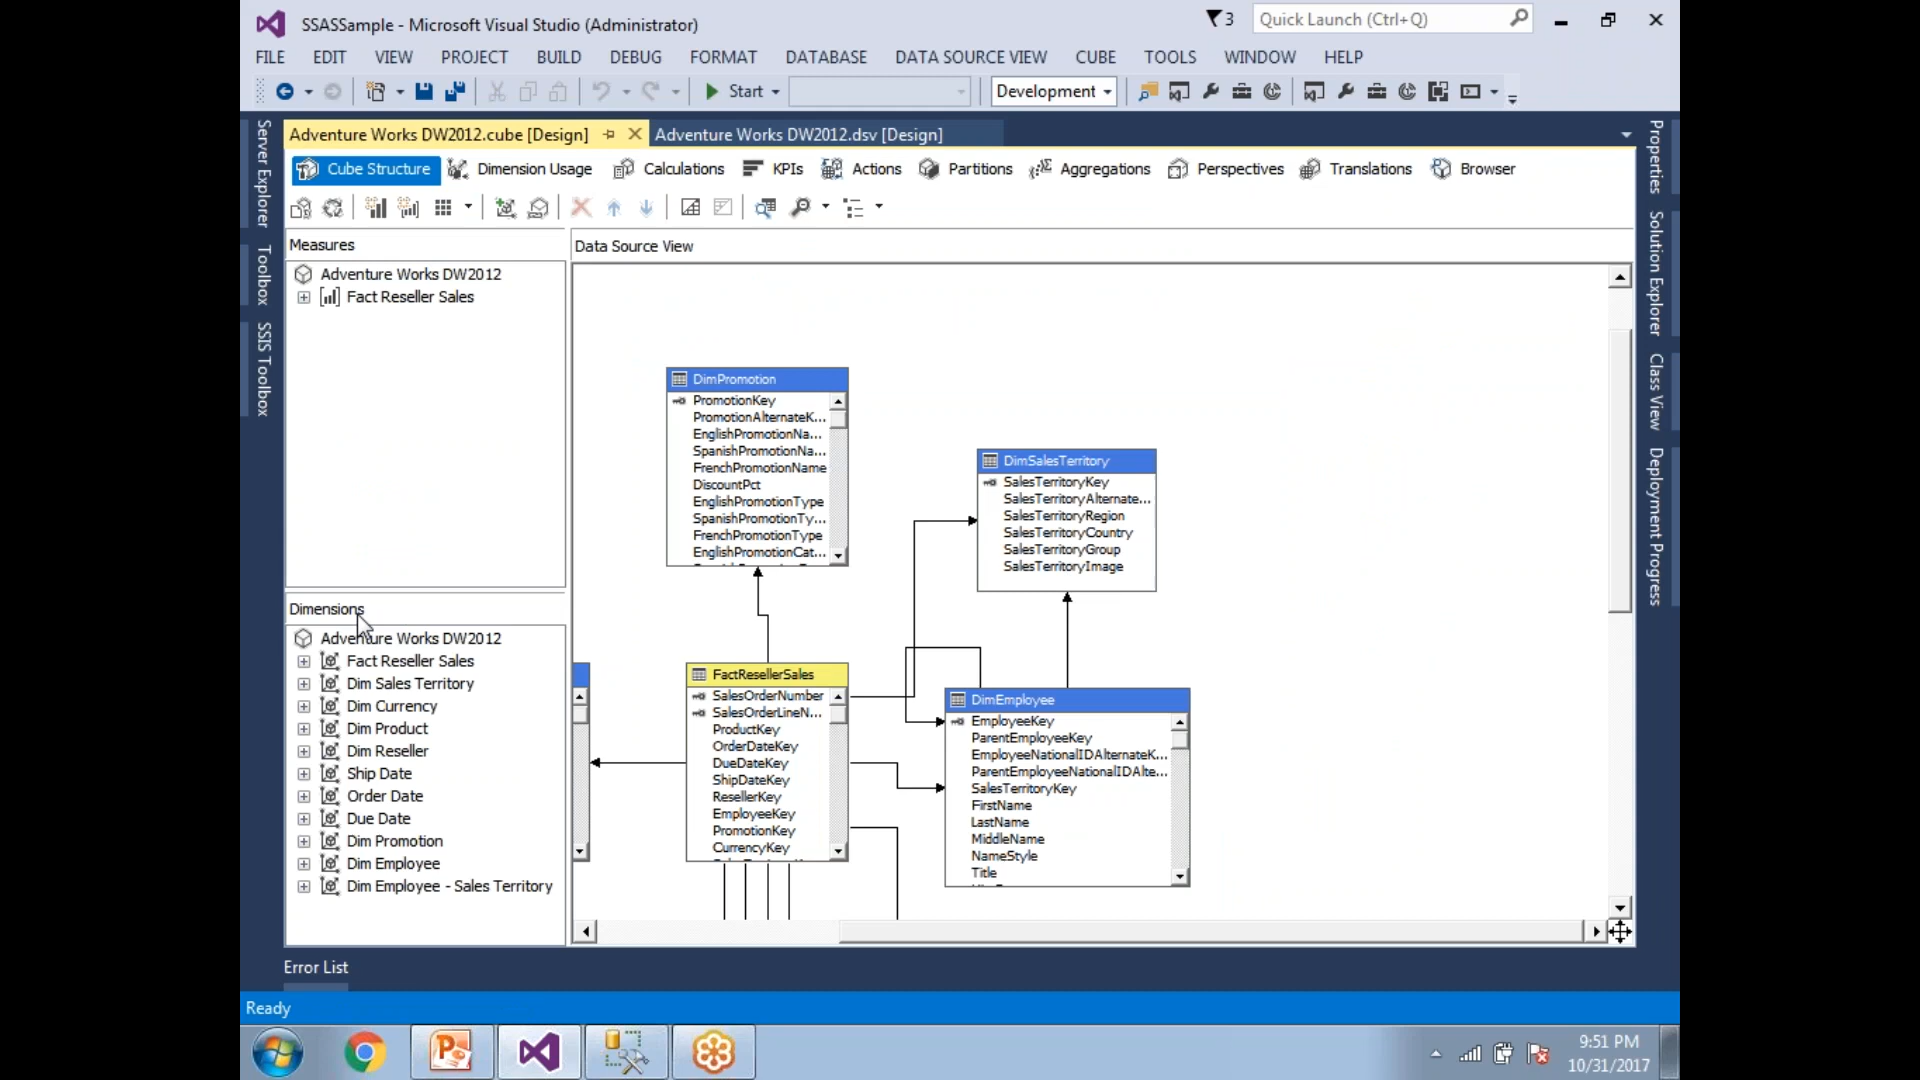 SSASSample - Microsoft Visual Studio (Administrator)
3
Quick Launch (Ctrl+Q)
FILE EDIT VIEW PROJECT BUILD DEBUG FORMAT DATABASE DATA SOURCE VIEW CUBE TOOLS WINDOW HELP
Start
Development
Adventure Works DW2012.cube [Design]
Adventure Works DW2012.dsv [Design]
Cube Structure Dimension Usage Calculations KPIs Actions Partitions Aggregations Perspectives Translations Browser
Server Explorer
Toolbox
SSIS Toolbox
Measures
Adventure Works DW2012
Fact Reseller Sales
Dimensions
Adventure Works DW2012
Fact Reseller Sales
Dim Sales Territory
Dim Currency
Dim Product
Dim Reseller
Ship Date
Order Date
Due Date
Dim Promotion
Dim Employee
Dim Employee - Sales Territory
Data Source View
DimPromotion
PromotionKey
PromotionAlternateK...
EnglishPromotionNa...
SpanishPromotionNa...
FrenchPromotionName
DiscountPct
EnglishPromotionType
SpanishPromotionTy...
FrenchPromotionType
EnglishPromotionCat...
DimSalesTerritory
SalesTerritoryKey
SalesTerritoryAlternate...
SalesTerritoryRegion
SalesTerritoryCountry
SalesTerritoryGroup
SalesTerritoryImage
FactResellerSales
SalesOrderNumber
SalesOrderLineN...
ProductKey
OrderDateKey
DueDateKey
ShipDateKey
ResellerKey
EmployeeKey
PromotionKey
CurrencyKey
DimEmployee
EmployeeKey
ParentEmployeeKey
EmployeeNationalIDAlternateK...
ParentEmployeeNationalIDAlte...
SalesTerritoryKey
FirstName
LastName
MiddleName
NameStyle
Title
Properties
Solution Explorer
Class View
Deployment Progress
Error List
Ready
9:51 PM
10/31/2017